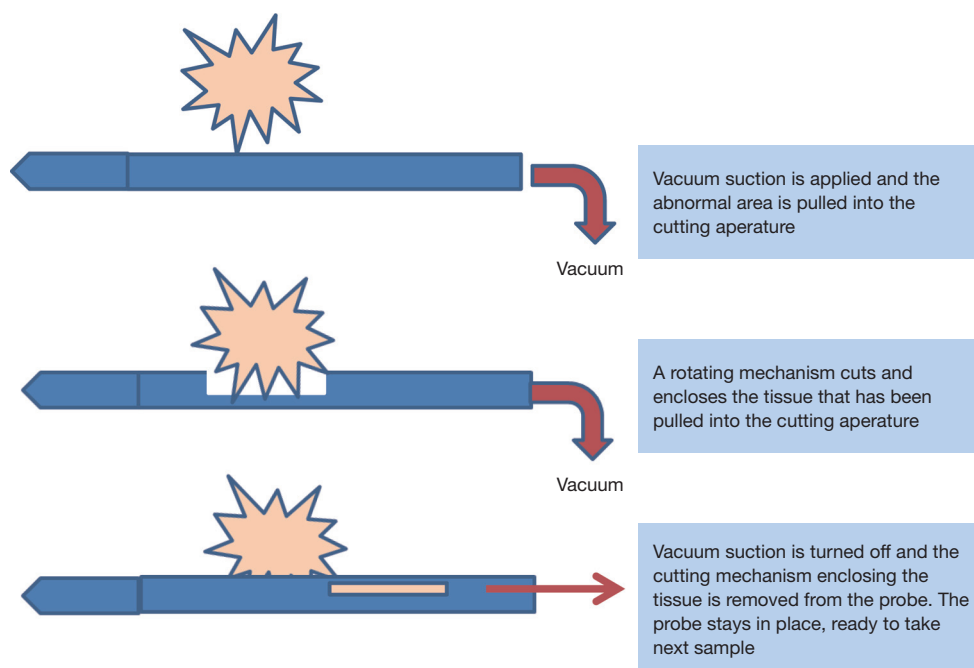 Vacuum suction is applied and the
abnormal area is pulled into the
cutting aperature
Vacuum
A rotating mechanism cuts and
encloses the tissue that has been
pulled into the cutting aperature
Vacuum
Vacuum suction is turned off and the
cutting mechanism enclosing the
tissue is removed from the probe. The
probe stays in place, ready to take
next sample